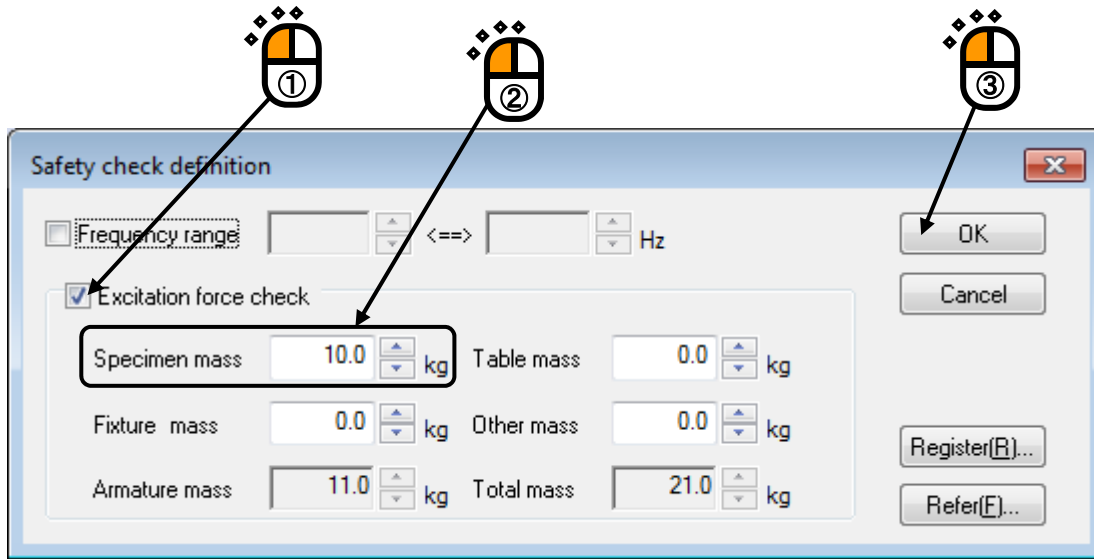 ① ② ③
Safety check definition
Frequency range <==> Hz OK
Excitation force check Cancel
Specimen mass 10.0 kg Table mass 0.0 kg
Fixture mass 0.0 kg Other mass 0.0 kg Register(R)...
Armature mass 11.0 kg Total mass 21.0 kg Refer(F)...